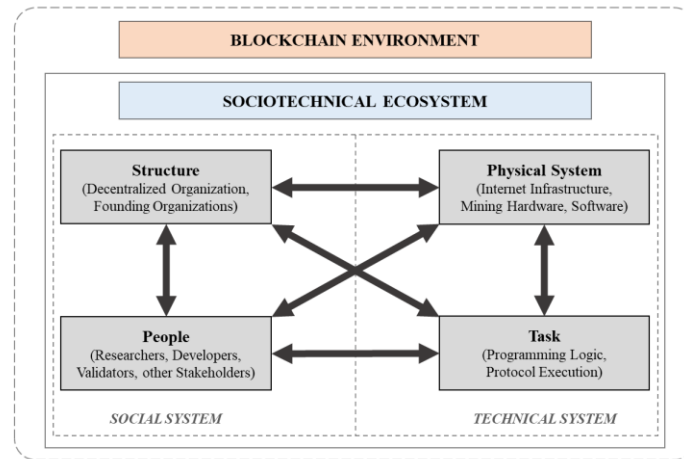 BLOCKCHAIN ENVIRONMENT
SOCIOTECHNICAL ECOSYSTEM
Structure
(Decentralized Organization,
Founding Organizations)
Physical System
(Internet Infrastructure,
Mining Hardware, Software)
People
(Researchers, Developers,
Validators, other Stakeholders)
Task
(Programming Logic,
Protocol Execution)
SOCIAL SYSTEM
TECHNICAL SYSTEM